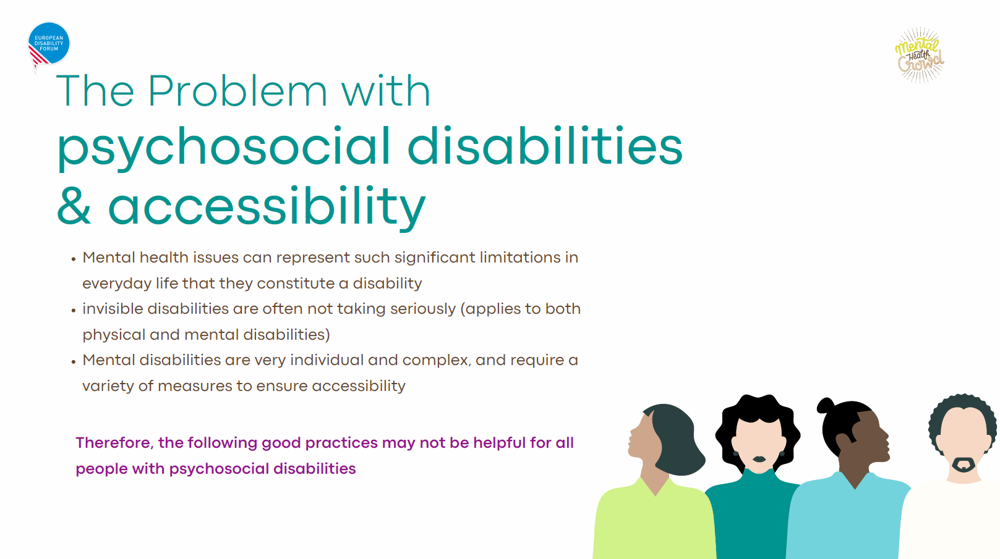 EUROPEAN
DISABILITY
FORUM
Mental
Health
Crowd
The Problem with
psychosocial disabilities
& accessibility
• Mental health issues can represent such significant limitations in
everyday life that they constitute a disability
• invisible disabilities are often not taking seriously (applies to both
physical and mental disabilities)
• Mental disabilities are very individual and complex, and require a
variety of measures to ensure accessibility
Therefore, the following good practices may not be helpful for all
people with psychosocial disabilities